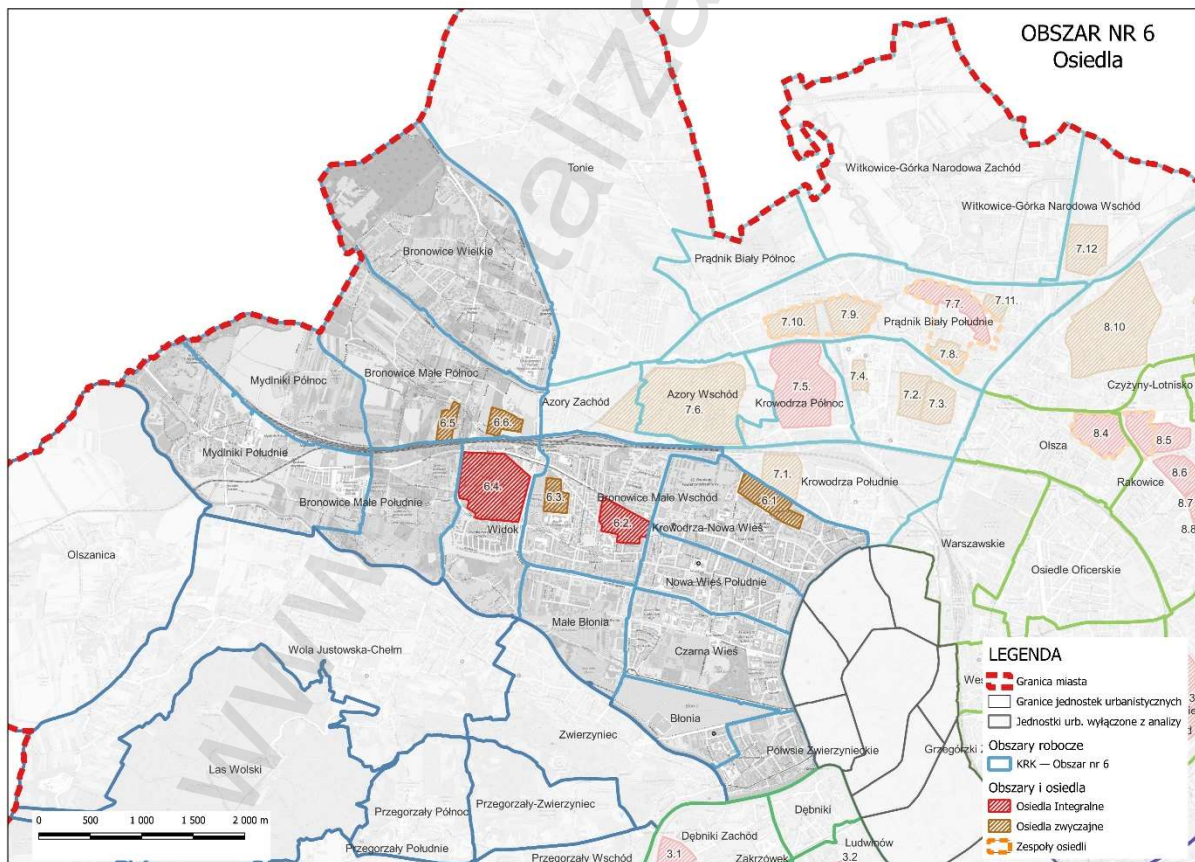 OBSZAR NR 6
Osiedla
Tonie
Witkowice-Górka Narodowa Zachód
Witkowice-Górka Narodowa Wschód
Bronowice Wielkie
Prądnik Biały Północ
7.12
7.7.
7.11.
7.10.
7.9.
Prądnik Biały Południe
8.10
7.8.
Mydlniki Północ
Bronowice Małe Północ
Azory Zachód
Azory Wschód
7.6.
7.5.
Krowodrza Północ
7.4.
7.2.
7.3.
Czyżyny-Lotnisko
6.5
6.6.
Olsza
8.4
8.5
Mydlniki Południe
7.1.
Krowodrza Południe
8.6
Rakowice
6.4.
6.3.
Bronowice Małe Wschód
6.1.
8.7
Bronowice Małe Południe
Widok
6.2.
Krowodrza-Nowa Wieś
8.8
Olszanica
Warszawskie
Osiedle Oficerskie
Nowa Wieś Południe
Małe Błonia
Wola Justowska-Chełm
Czarna Wieś
Błonia
Zwierzyniec
Półwsie Zwierzynieckie
Grzegórzki
Las Wolski
Przegorzały Północ
Przegorzały-Zwierzyniec
Dębniki
Dębniki Zachód
Ludwinów
Przegorzały Południe
Przegorzały Wschód
3.1
Zakrzówek
3.2
LEGENDA
Granica miasta
Granice jednostek urbanistycznych
Jednostki urb. wyłączone z analizy
Obszary robocze
KRK — Obszar nr 6
Obszary i osiedla
Osiedla Integralne
Osiedla zwyczajne
Zespoły osiedli
0 500 1 000 1 500 2 000 m
www.
taliza